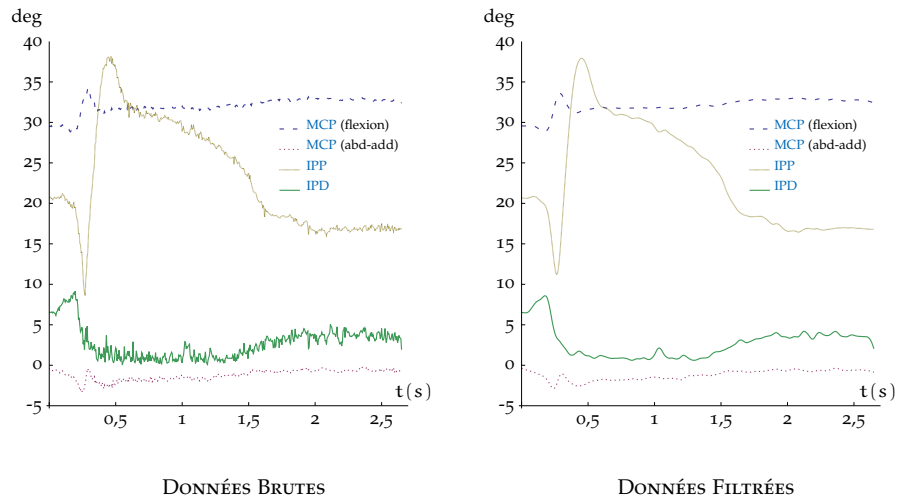 deg
40
35
30
25
20
15
10
5
0
-5
0,5
1
1,5
2
2,5
t(s)
MCP (flexion)
MCP (abd-add)
IPP
IPD
Données Brutes
deg
40
35
30
25
20
15
10
5
0
-5
0,5
1
1,5
2
2,5
t(s)
MCP (flexion)
MCP (abd-add)
IPP
IPD
Données Filtrées